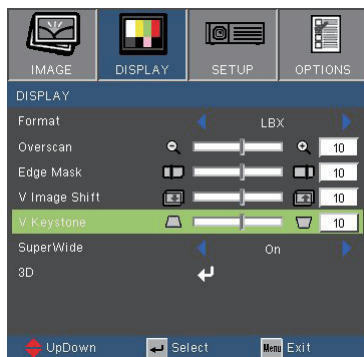 IMAGE DISPLAY SETUP OPTIONS
DISPLAY
Format LBX
Overscan 10
Edge Mask 10
V Image Shift 10
V Keystone 10
SuperWide On
3D
UpDown Select Menu Exit